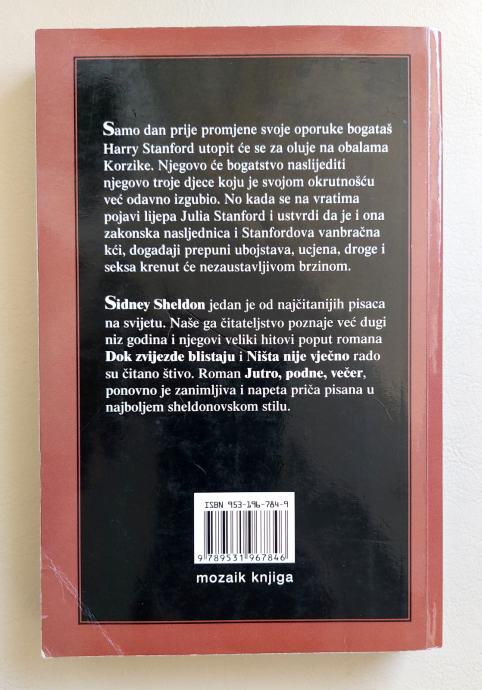 Samo dan prije promjene svoje oporuke bogataš
Harry Stanford utopit će se za oluje na obalama
Korzike. Njegovo će bogatstvo naslijediti
njegovo troje djece koju je svojom okrutnošću
već odavno izgubio. No kada se na vratima
pojavi lijepa Julia Stanford i ustvrdi da je i ona
zakonska nasljednica i Stanfordova vanbračna
kći, događaji prepuni ubojstava, ucjena, droge i
seksa krenut će nezaustavljivom brzinom.
Sidney Sheldon jedan je od najčitanijih pisaca
na svijetu. Naše ga čitateljstvo poznaje već dugi
niz godina i njegovi veliki hitovi poput romana
Dok zvijezde blistaju i Ništa nije vječno rado
su čitano štivo. Roman Jutro, podne, večer,
ponovno je zanimljiva i napeta priča pisana u
najboljem sheldonovskom stilu.
ISBN 953-196-784-9
9 789531 967846
mozaik knjiga